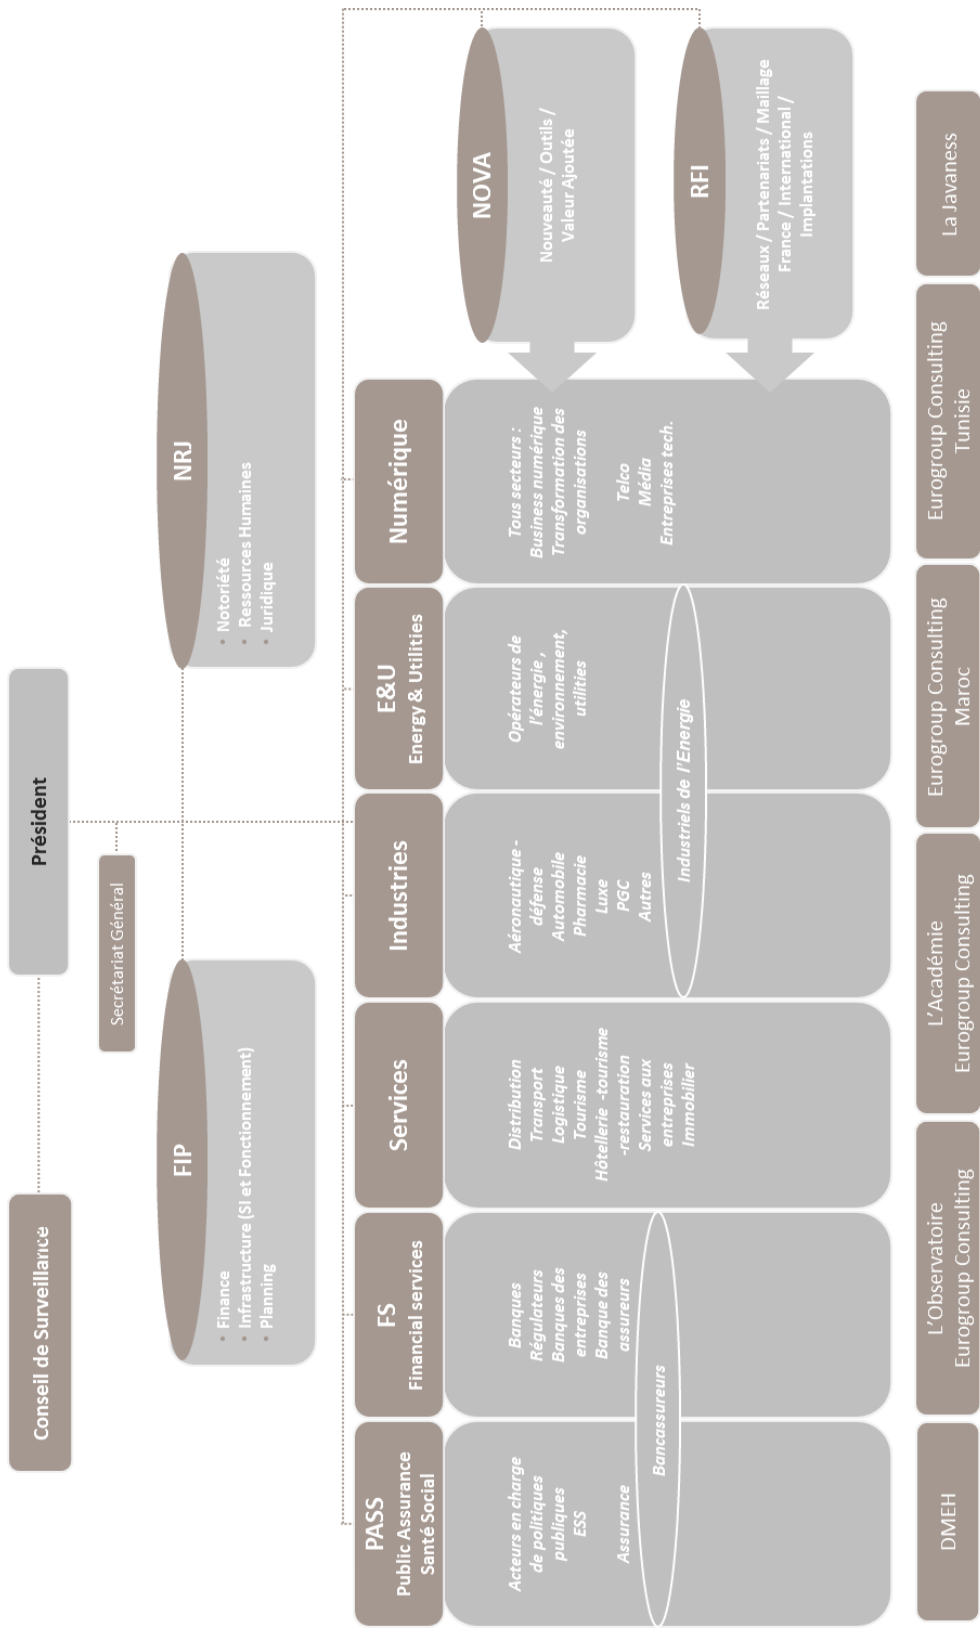 Conseil de Surveillance
Président
Secrétariat Général
FIP
• Finance
• Infrastructure (SI et Fonctionnement)
• Planning
NRJ
• Notoriété
• Ressources Humaines
• Juridique
PASS
Public Assurance
Santé Social
Acteurs en charge
de politiques
publiques
ESS
Assurance
FS
Financial services
Banques
Régulateurs
Banques des
entreprises
Banque des
assureurs
Bancassureurs
Services
Distribution
Transport
Logistique
Tourisme
Hôtellerie -tourisme
-restauration
Services aux
entreprises
Immobilier
Industries
Aéronautique -
défense
Automobile
Pharmacie
Luxe
PGC
Autres
E&U
Energy & Utilities
Opérateurs de
l'énergie ,
environnement,
utilities
Industriels de l'Energie
Numérique
Tous secteurs :
Business numérique
Transformation des
organisations
Telco
Média
Entreprises tech.
NOVA
Nouveauté / Outils /
Valeur Ajoutée
RFI
Réseaux / Partenariats / Maillage
France / International /
Implantations
DMEH
L'Observatoire
Eurogroup Consulting
L'Académie
Eurogroup Consulting
Eurogroup Consulting
Maroc
Eurogroup Consulting
Tunisie
La Javaness